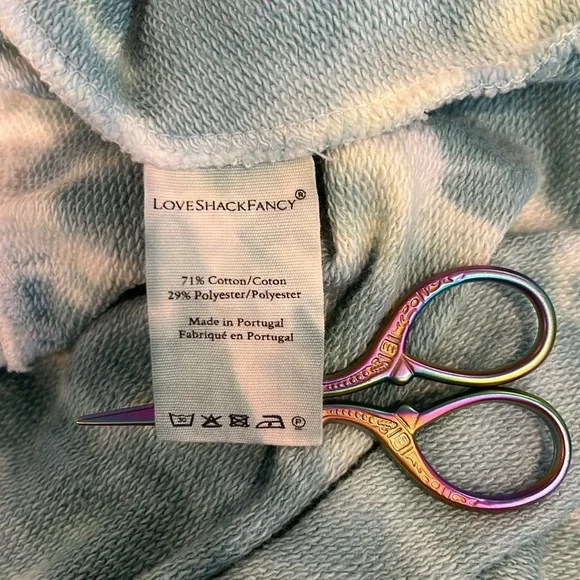 LOVESHACKFANCY®
71% Cotton/Coton
29% Polyester/Polyester
Made in Portugal
Fabriqué en Portugal
P